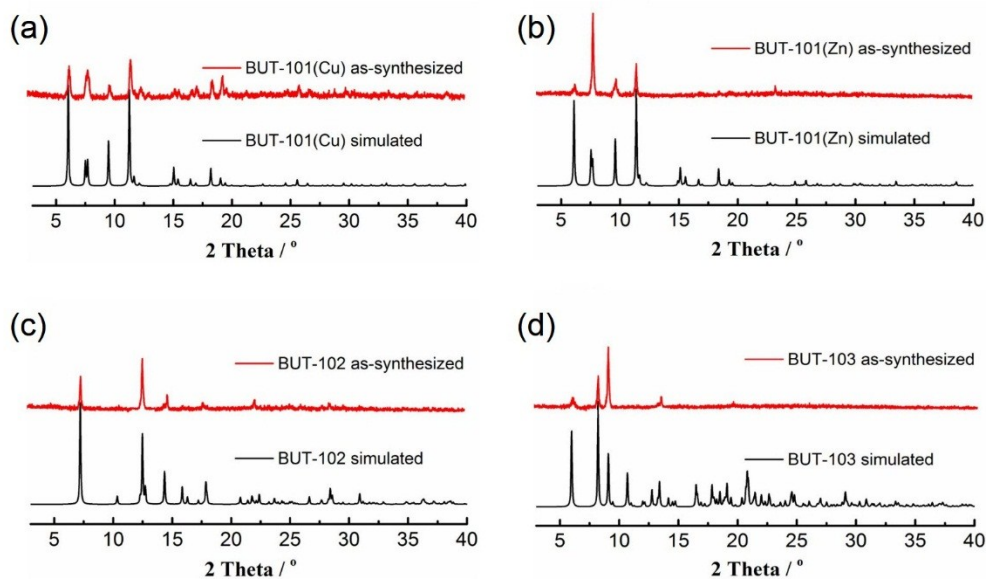 (a)
BUT-101(Cu) as-synthesized
BUT-101(Cu) simulated
5 10 15 20 25 30 35 40
2 Theta / °
(b)
BUT-101(Zn) as-synthesized
BUT-101(Zn) simulated
5 10 15 20 25 30 35 40
2 Theta / °
(c)
BUT-102 as-synthesized
BUT-102 simulated
5 10 15 20 25 30 35 40
2 Theta / °
(d)
BUT-103 as-synthesized
BUT-103 simulated
5 10 15 20 25 30 35 40
2 Theta / °